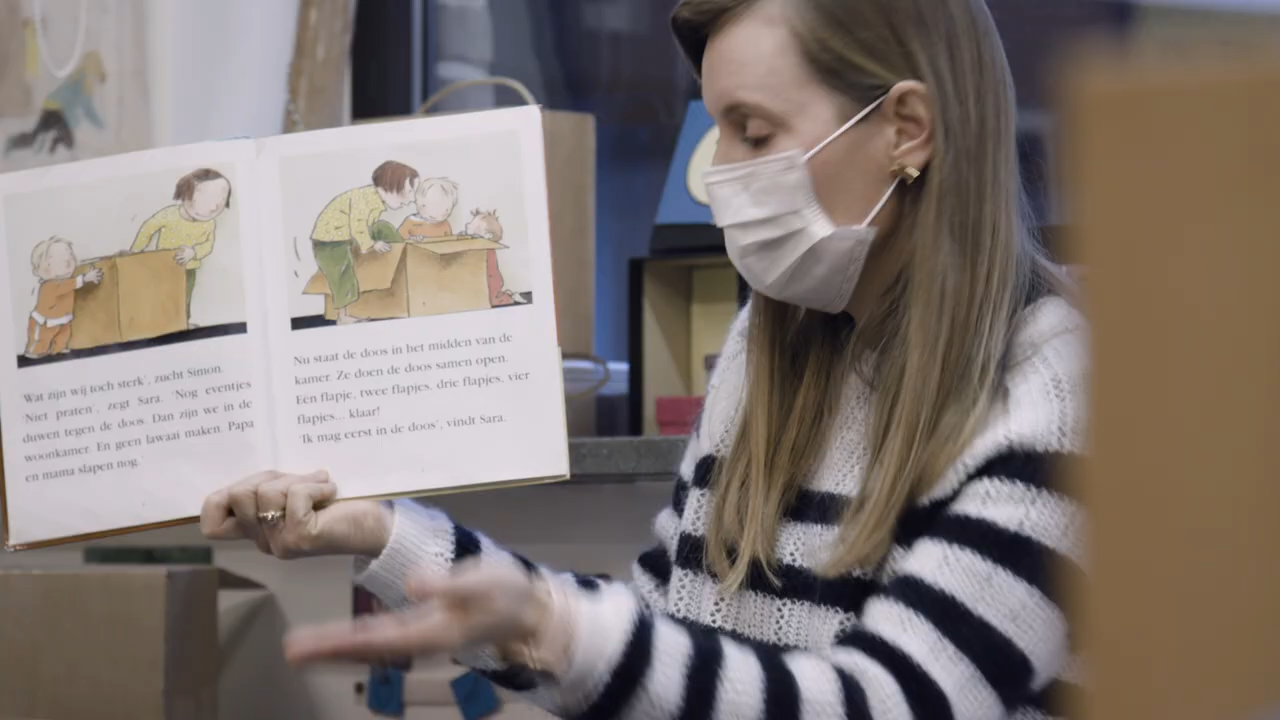 Wat zijn wij toch sterk', zucht Simon.
'Niet praten', zegt Sara. 'Nog eventjes
duwen tegen de doos. Dan zijn we in de
woonkamer. En geen lawaai maken. Papa
en mama slapen nog.'
Nu staat de doos in het midden van de
kamer. Ze doen de doos samen open.
Een flapje, twee flapjes, drie flapjes, vier
flapjes... klaar!
'Ik mag eerst in de doos', vindt Sara.